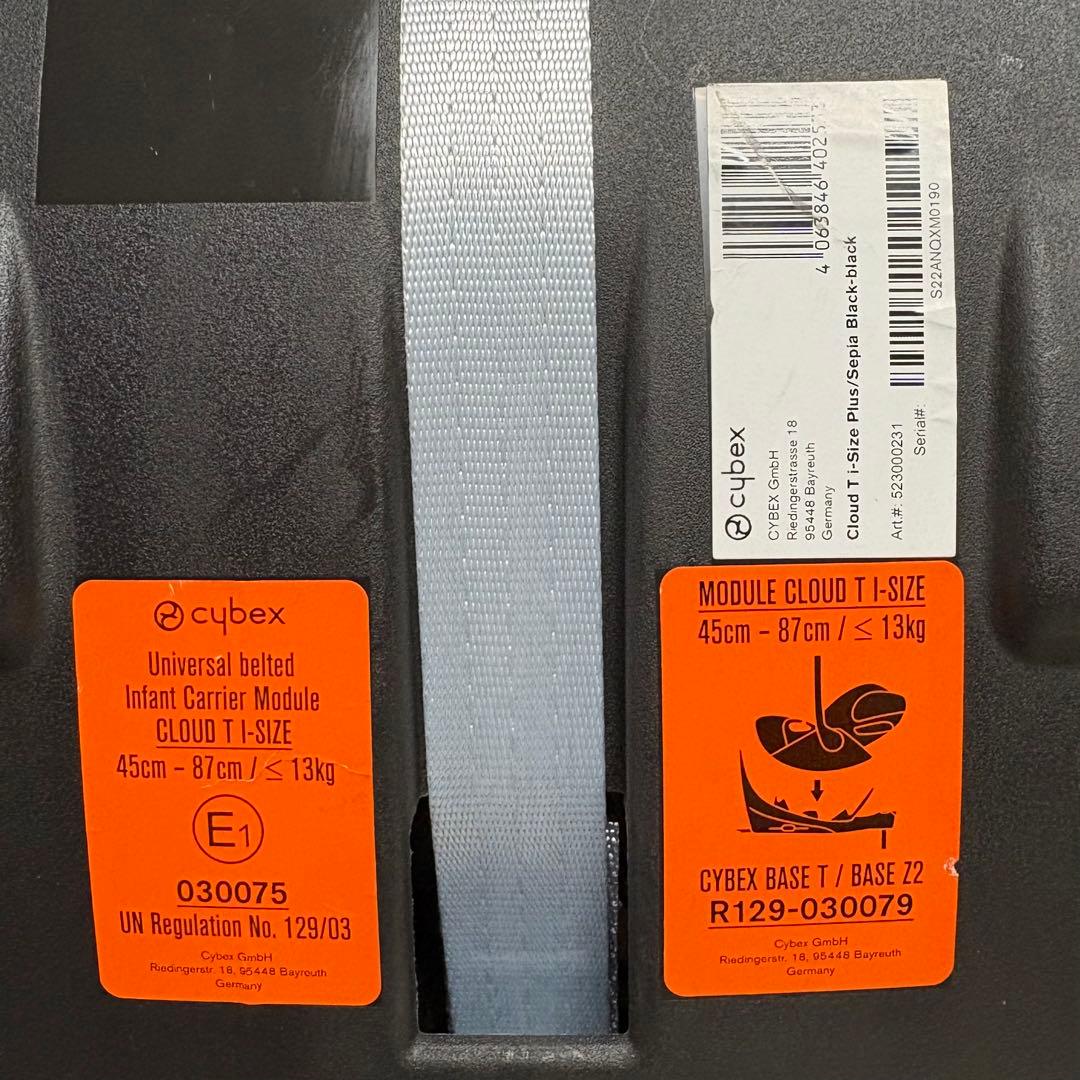 cybex
CYBEX GmbH
Riedingerstrasse 18
95448 Bayreuth
Germany
4 063846 40251
Cloud T i-Size Plus/Sepia Black-black
Art.#: 523000231
Serial#:
S22ANQXM0190
cybex
Universal belted
Infant Carrier Module
CLOUD T I-SIZE
45cm – 87cm / ≤ 13kg
E1
030075
UN Regulation No. 129/03
Cybex GmbH
Riedingerstr. 18, 95448 Bayreuth
Germany
MODULE CLOUD T I-SIZE
45cm – 87cm / ≤ 13kg
CYBEX BASE T / BASE Z2
R129-030079
Cybex GmbH
Riedingerstr. 18, 95448 Bayreuth
Germany